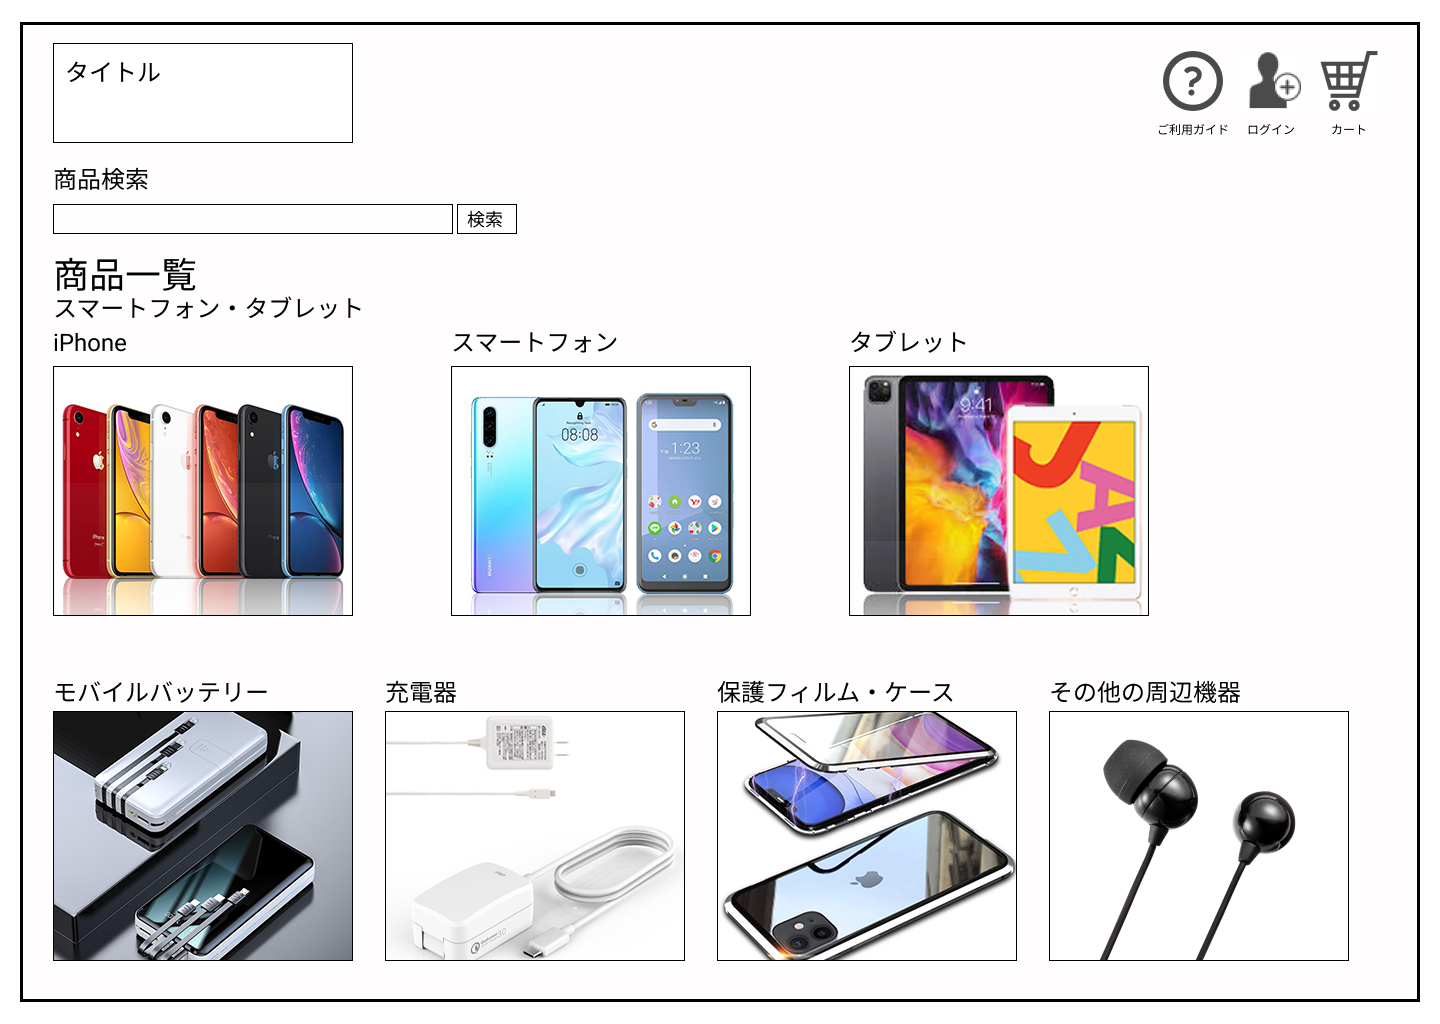 タイトル
ご利用ガイド
ログイン
カート
商品検索
検索
商品一覧
スマートフォン・タブレット
iPhone
スマートフォン
タブレット
08:08
1:23
9:41
HUAWEI
モバイルバッテリー
充電器
保護フィルム・ケース
その他の周辺機器